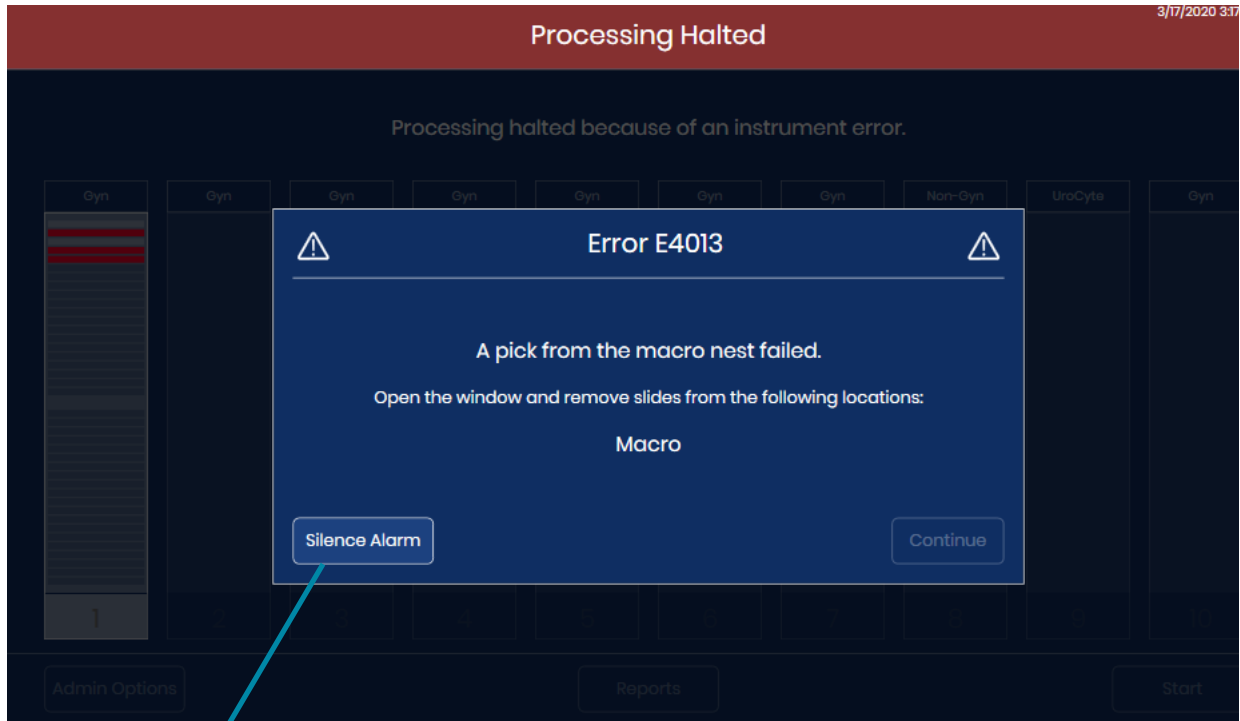 3/17/2020 3:17
Processing Halted
Processing halted because of an instrument error.
Gyn Gyn Gyn Gyn Gyn Gyn Gyn Non-Gyn UroCyte Gyn
Error E4013
A pick from the macro nest failed.
Open the window and remove slides from the following locations:
Macro
Silence Alarm Continue
1 2 3 4 5 6 7 8 9 10
Admin Options Reports Start